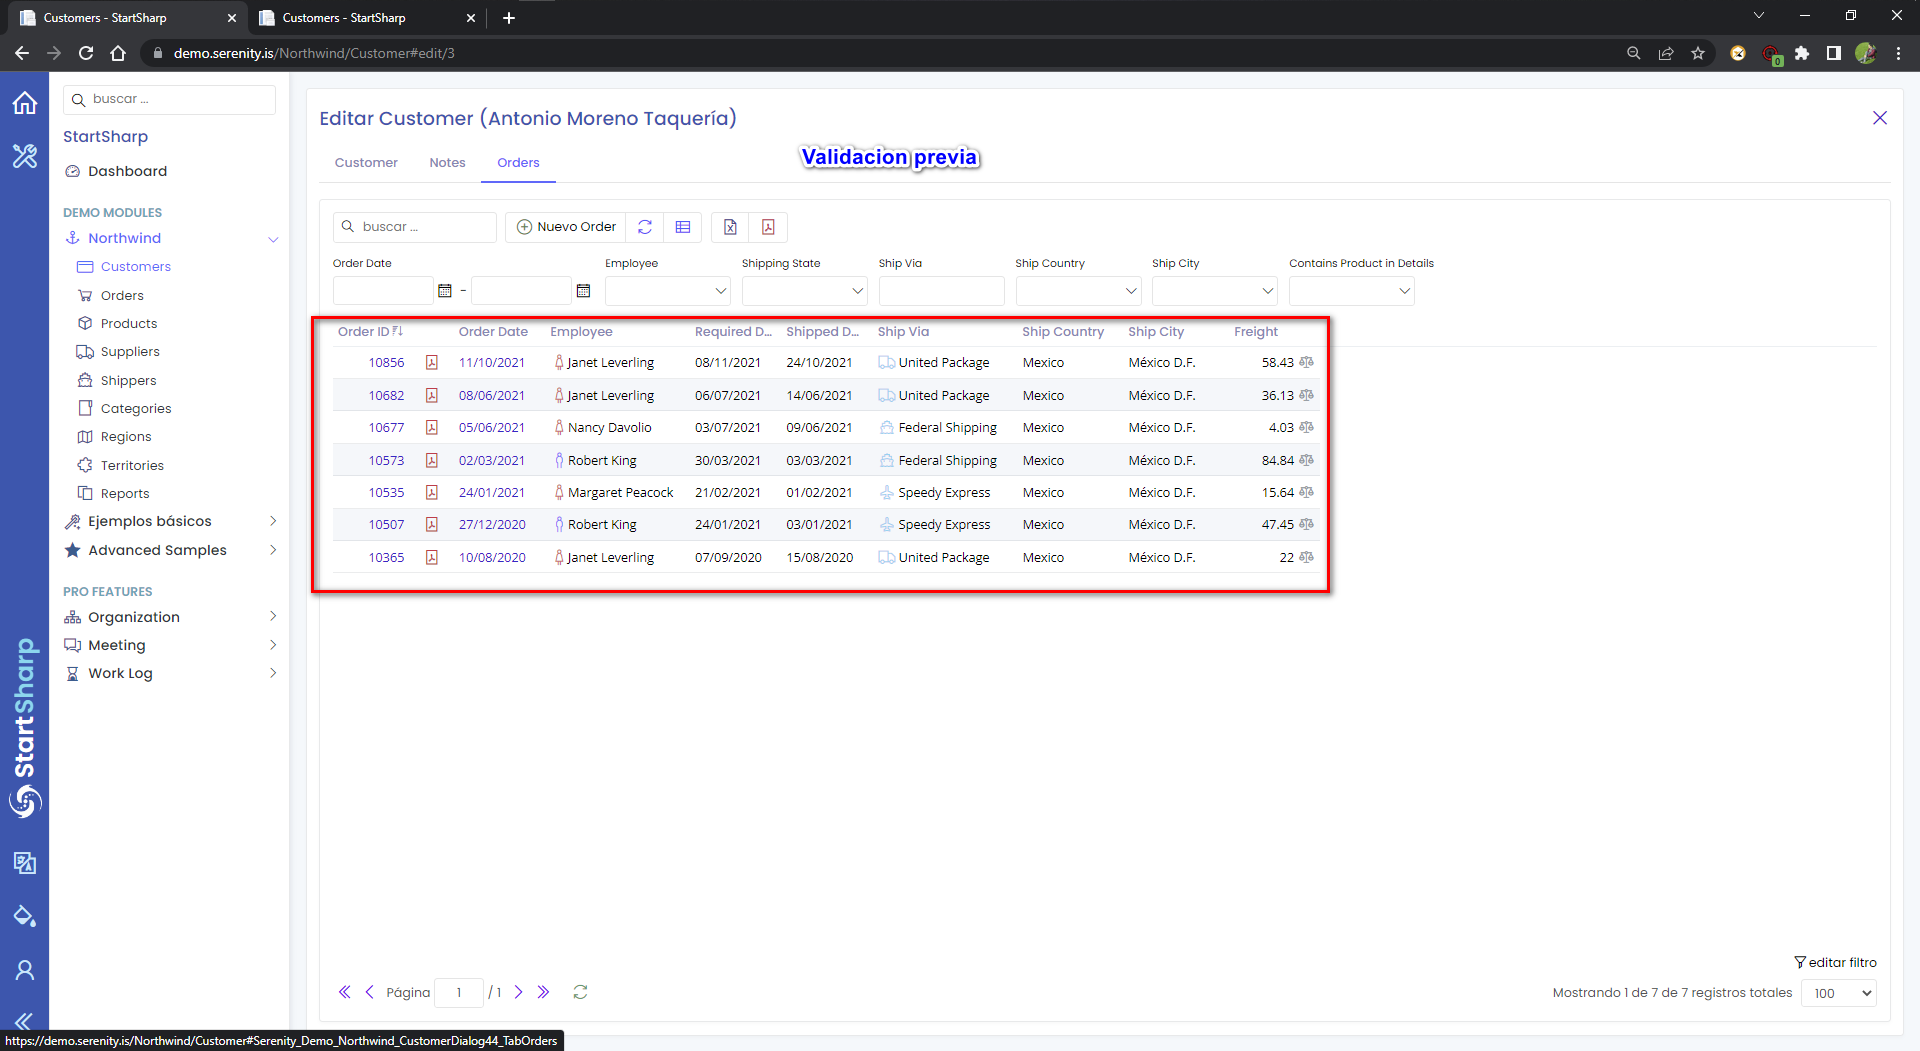 Customers - StartSharp
Customers - StartSharp
demo.serenity.is/Northwind/Customer#edit/3
0
buscar ...
StartSharp
Dashboard
DEMO MODULES
Northwind
Customers
Orders
Products
Suppliers
Shippers
Categories
Regions
Territories
Reports
Ejemplos básicos
Advanced Samples
PRO FEATURES
Organization
Meeting
Work Log
StartSharp
Editar Customer (Antonio Moreno Taquería)
Customer Notes Orders
Validacion previa
buscar ... Nuevo Order
Order Date Employee Shipping State Ship Via Ship Country Ship City Contains Product in Details
-
Order ID Order Date Employee Required D... Shipped D... Ship Via Ship Country Ship City Freight
10856 11/10/2021 Janet Leverling 08/11/2021 24/10/2021 United Package Mexico México D.F. 58.43
10682 08/06/2021 Janet Leverling 06/07/2021 14/06/2021 United Package Mexico México D.F. 36.13
10677 05/06/2021 Nancy Davolio 03/07/2021 09/06/2021 Federal Shipping Mexico México D.F. 4.03
10573 02/03/2021 Robert King 30/03/2021 03/03/2021 Federal Shipping Mexico México D.F. 84.84
10535 24/01/2021 Margaret Peacock 21/02/2021 01/02/2021 Speedy Express Mexico México D.F. 15.64
10507 27/12/2020 Robert King 24/01/2021 03/01/2021 Speedy Express Mexico México D.F. 47.45
10365 10/08/2020 Janet Leverling 07/09/2020 15/08/2020 United Package Mexico México D.F. 22
editar filtro
Página 1 / 1
Mostrando 1 de 7 de 7 registros totales 100
https://demo.serenity.is/Northwind/Customer#Serenity_Demo_Northwind_CustomerDialog44_TabOrders